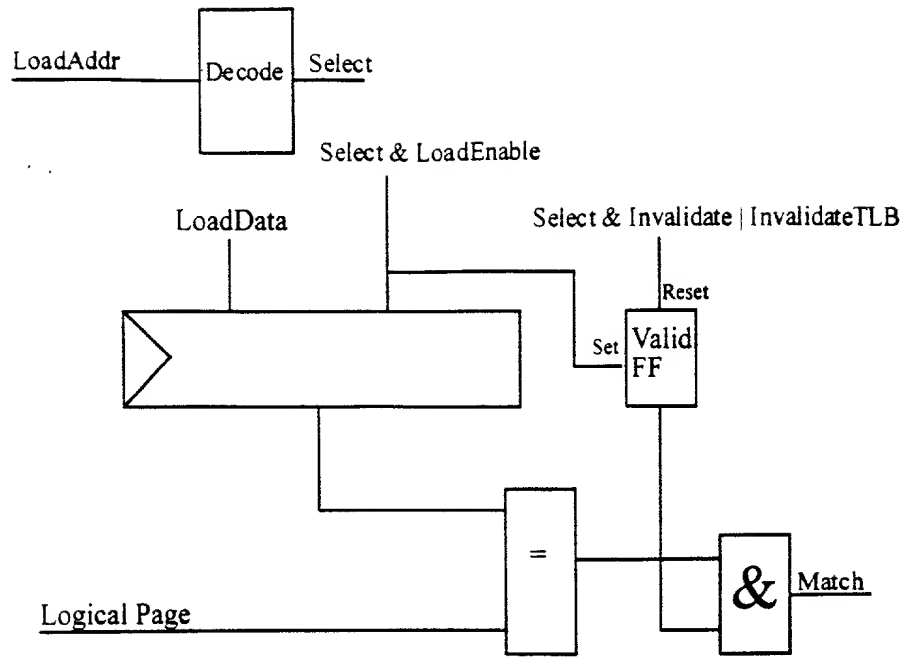 LoadAddr
Decode
Select
Select & LoadEnable
LoadData
Select & Invalidate | InvalidateTLB
Reset
Set
Valid
FF
=
&
Match
Logical Page